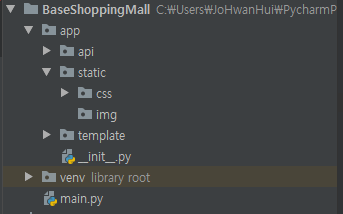 BaseShoppingMall C:₩Users₩JoHwanHui₩PycharmP
app
api
static
css
img
template
__init__.py
venv library root
main.py